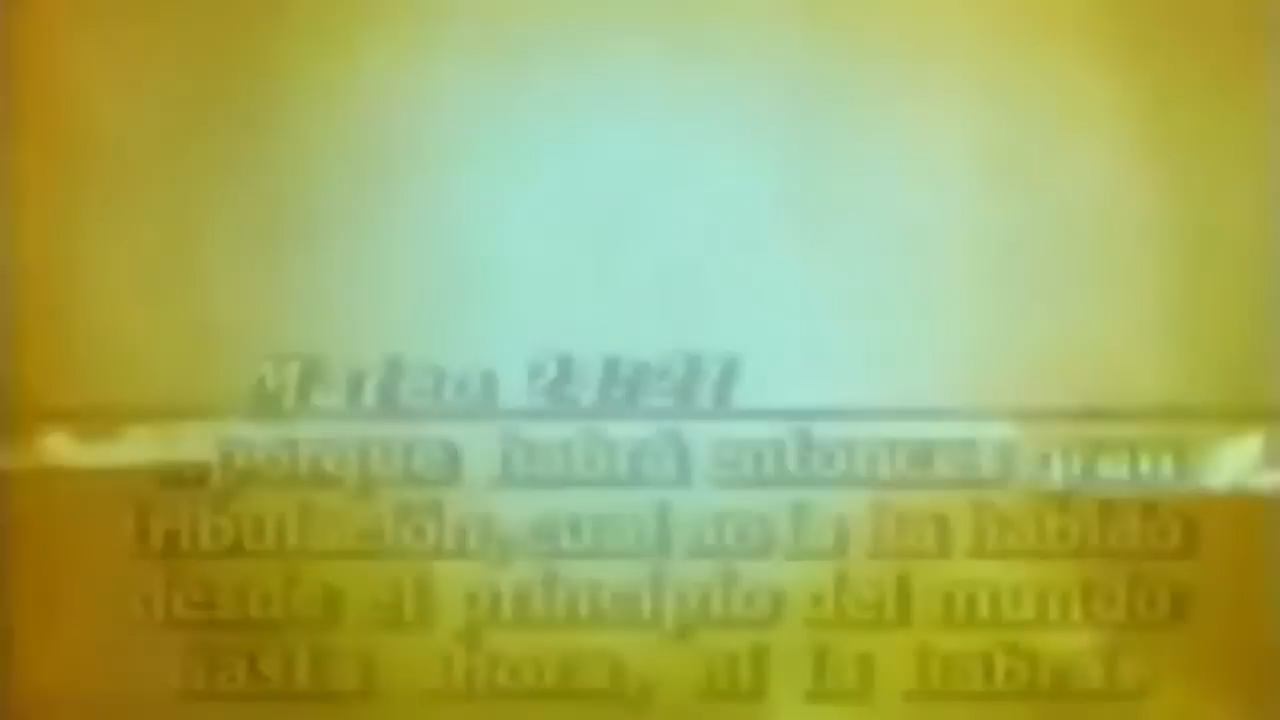 Mateo 24:21
...porque habrá entonces gran
tribulación, cual no la ha habido
desde el principio del mundo
hasta ahora, ni la habrá.